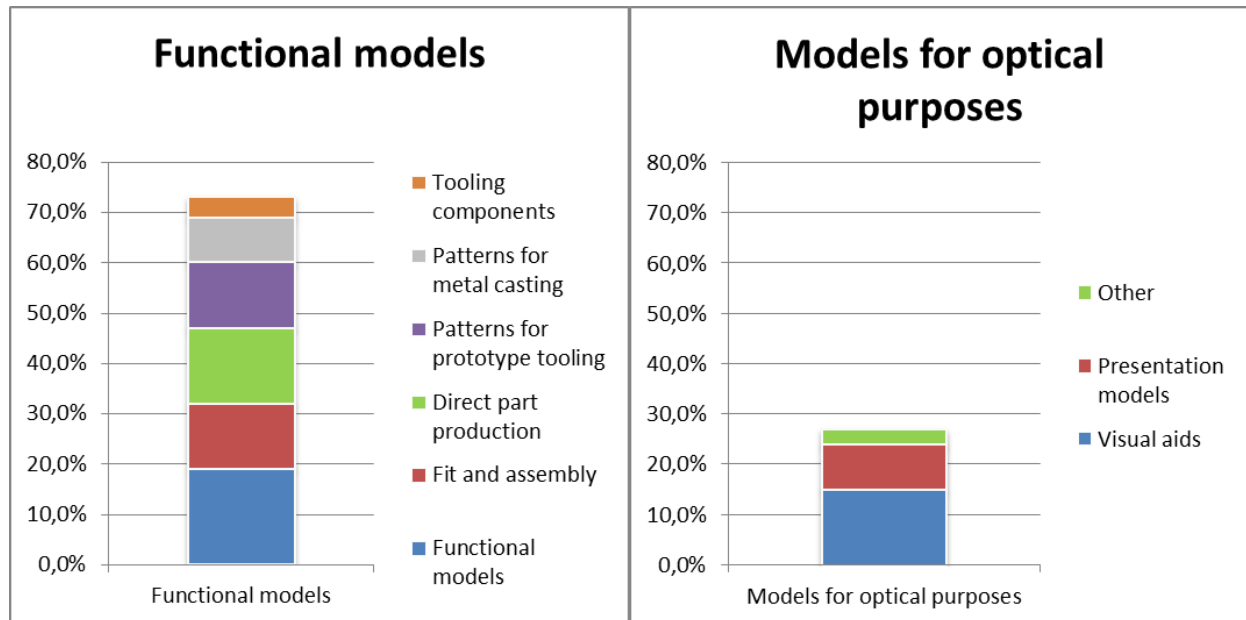 Functional models
80,0%
70,0%
60,0%
50,0%
40,0%
30,0%
20,0%
10,0%
0,0%
Functional models
Tooling
components
Patterns for
metal casting
Patterns for
prototype tooling
Direct part
production
Fit and assembly
Functional
models
Models for optical
purposes
80,0%
70,0%
60,0%
50,0%
40,0%
30,0%
20,0%
10,0%
0,0%
Models for optical purposes
Other
Presentation
models
Visual aids